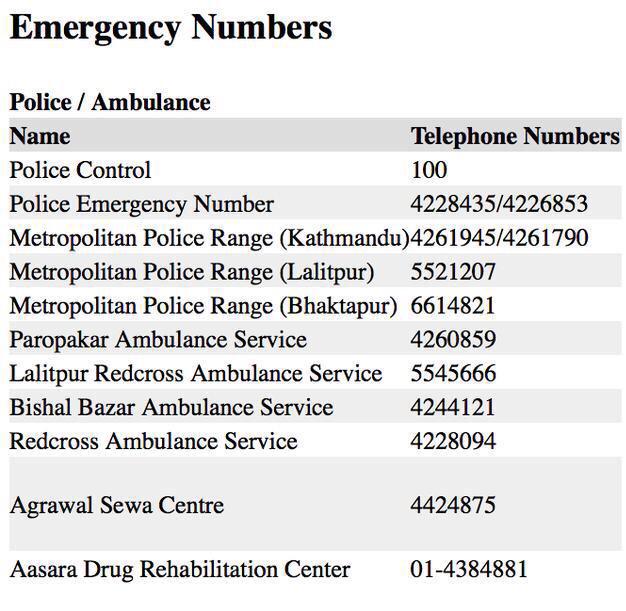 Emergency Numbers
Police / Ambulance
Name Telephone Numbers
Police Control 100
Police Emergency Number 4228435/4226853
Metropolitan Police Range (Kathmandu) 4261945/4261790
Metropolitan Police Range (Lalitpur) 5521207
Metropolitan Police Range (Bhaktapur) 6614821
Paropakar Ambulance Service 4260859
Lalitpur Redcross Ambulance Service 5545666
Bishal Bazar Ambulance Service 4244121
Redcross Ambulance Service 4228094
Agrawal Sewa Centre 4424875
Aasara Drug Rehabilitation Center 01-4384881